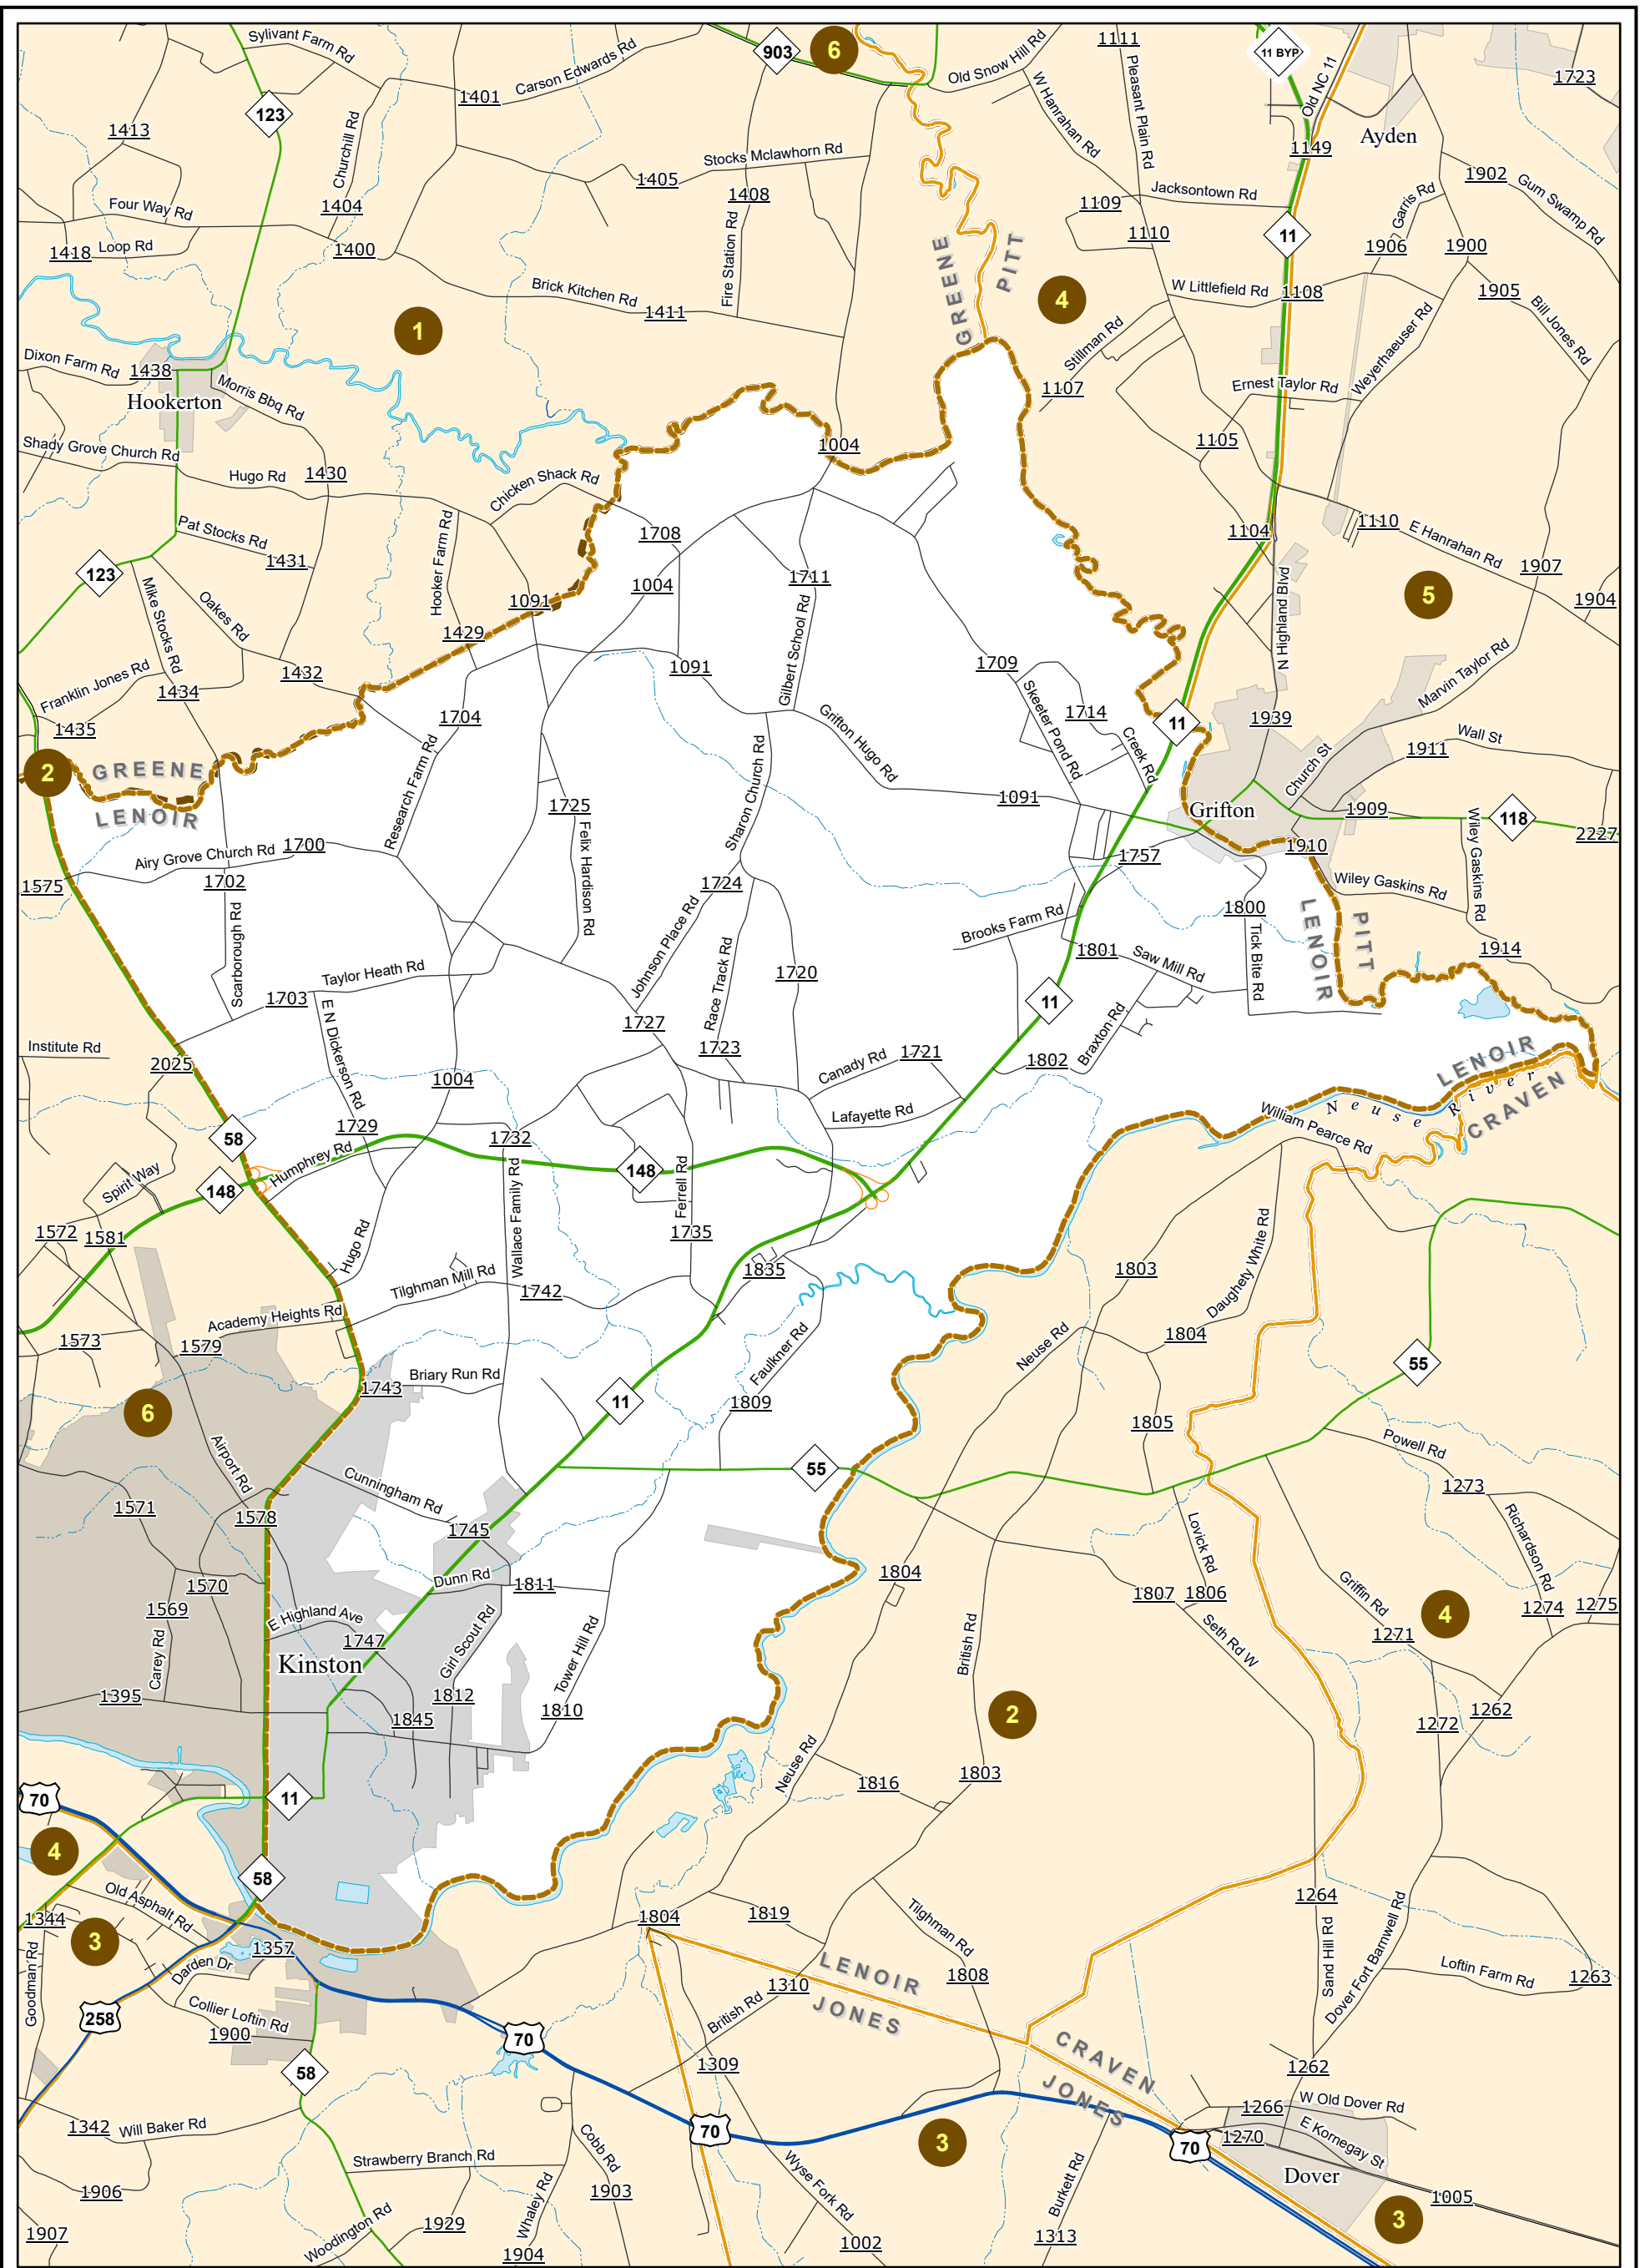 Sylivant Farm Rd
Carson Edwards Rd
903
6
Old Snow Hill Rd
1111
11 BYP
Old NC 11
1723
1401
123
W Hanrahan Rd
Pleasant Plain Rd
Ayden
1413
Churchill Rd
1149
Stocks Mclawhorn Rd
1405
1408
1902
Gum Swamp Rd
Four Way Rd
1404
Jacksontown Rd
1109
Garris Rd
1418
Loop Rd
1400
Fire Station Rd
1110
11
1906
1900
GREENE
PITT
Brick Kitchen Rd
1411
4
W Littlefield Rd
1108
1905
Bill Jones Rd
1
Stillman Rd
Weyerhaeuser Rd
Dixon Farm Rd
1438
Morris Bbq Rd
Hookerton
1107
Ernest Taylor Rd
Shady Grove Church Rd
Hugo Rd
1430
Chicken Shack Rd
1004
1105
Pat Stocks Rd
1431
Hooker Farm Rd
1708
1104
1110
E Hanrahan Rd
123
Mike Stocks Rd
Oakes Rd
1091
1004
1711
1907
5
1904
1429
Gilbert School Rd
N Highland Blvd
Franklin Jones Rd
1434
1432
1091
1709
Marvin Taylor Rd
1435
1704
Grifton Hugo Rd
Skeeter Pond Rd
1714
Creek Rd
11
1939
Wall St
1911
Church St
2
GREENE
LENOIR
Research Farm Rd
1725
Sharon Church Rd
1091
Grifton
1909
118
2227
Felix Hardison Rd
Airy Grove Church Rd
1700
1757
1910
Wiley Gaskins Rd
1575
1702
1724
Wiley Gaskins Rd
Scarborough Rd
Johnson Place Rd
Brooks Farm Rd
1800
Tick Bite Rd
LENOIR
PITT
1801
Saw Mill Rd
1914
Taylor Heath Rd
1703
Race Track Rd
1720
11
E N Dickerson Rd
1727
Braxton Rd
Institute Rd
2025
1723
Canady Rd
1721
1802
LENOIR
1004
Neuse River
CRAVEN
Lafayette Rd
William Pearce Rd
58
1729
1732
Humphrey Rd
148
148
Spirit Way
Ferrell Rd
1572
1581
Hugo Rd
Wallace Family Rd
1735
Daughety White Rd
Tilghman Mill Rd
1835
1803
1742
Academy Heights Rd
1573
1579
Faulkner Rd
Neuse Rd
1804
55
1743
Briary Run Rd
11
1809
6
1805
Airport Rd
Cunningham Rd
55
Powell Rd
1273
1571
1578
1745
Lovick Rd
Richardson Rd
Dunn Rd
1811
1804
1570
1807
1806
Griffin Rd
1569
E Highland Ave
1274
1275
4
Carey Rd
1747
Girl Scout Rd
Tower Hill Rd
British Rd
Seth Rd W
1271
Kinston
1395
1812
1810
2
1262
1845
1272
Neuse Rd
1816
1803
70
11
4
58
Old Asphalt Rd
1344
1264
3
1357
1804
1819
Tilghman Rd
Dover Fort Barnwell Rd
Goodman Rd
Darden Dr
LENOIR
1808
Sand Hill Rd
Loftin Farm Rd
1263
258
Collier Loftin Rd
1310
JONES
1900
British Rd
70
CRAVEN
58
1309
JONES
1262
1266
W Old Dover Rd
1342
Will Baker Rd
70
3
1270
E Kornegay St
70
Strawberry Branch Rd
Cobb Rd
Wyse Fork Rd
Dover
1906
1903
Whaley Rd
Burkett Rd
1005
3
1907
Woodington Rd
1929
1904
1002
1313